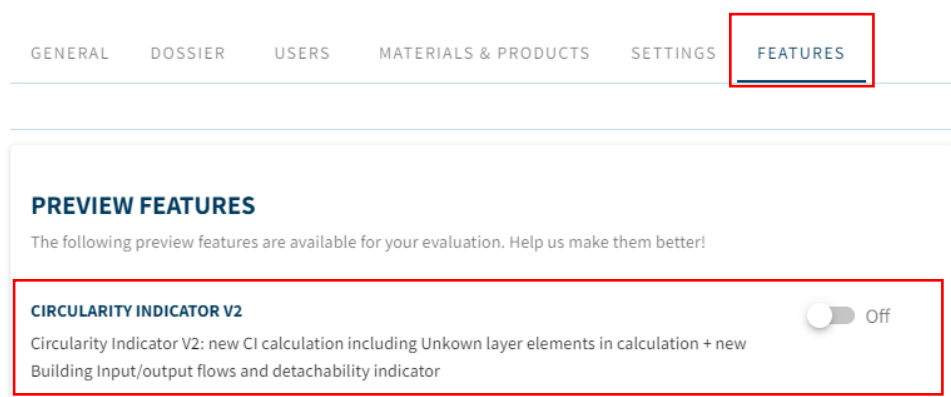 GENERAL DOSSIER USERS MATERIALS & PRODUCTS SETTINGS FEATURES
PREVIEW FEATURES
The following preview features are available for your evaluation. Help us make them better!
CIRCULARITY INDICATOR V2
Off
Circularity Indicator V2: new CI calculation including Unkown layer elements in calculation + new
Building Input/output flows and detachability indicator